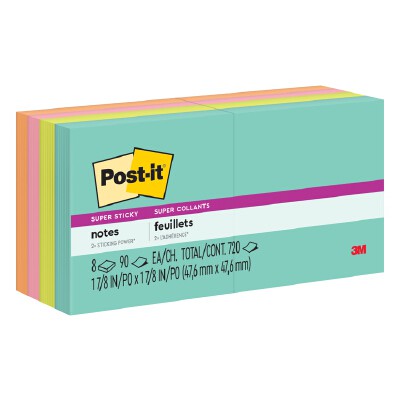 Post-it
SUPER STICKY SUPER COLLANTS
notes feuillets
2x STICKING POWER* 2x L'ADHÉRENCE*
8 90 EA/CH. TOTAL/CONT. 720
1 7/8 IN/PO x 1 7/8 IN/PO (47,6 mm x 47,6 mm)
3M